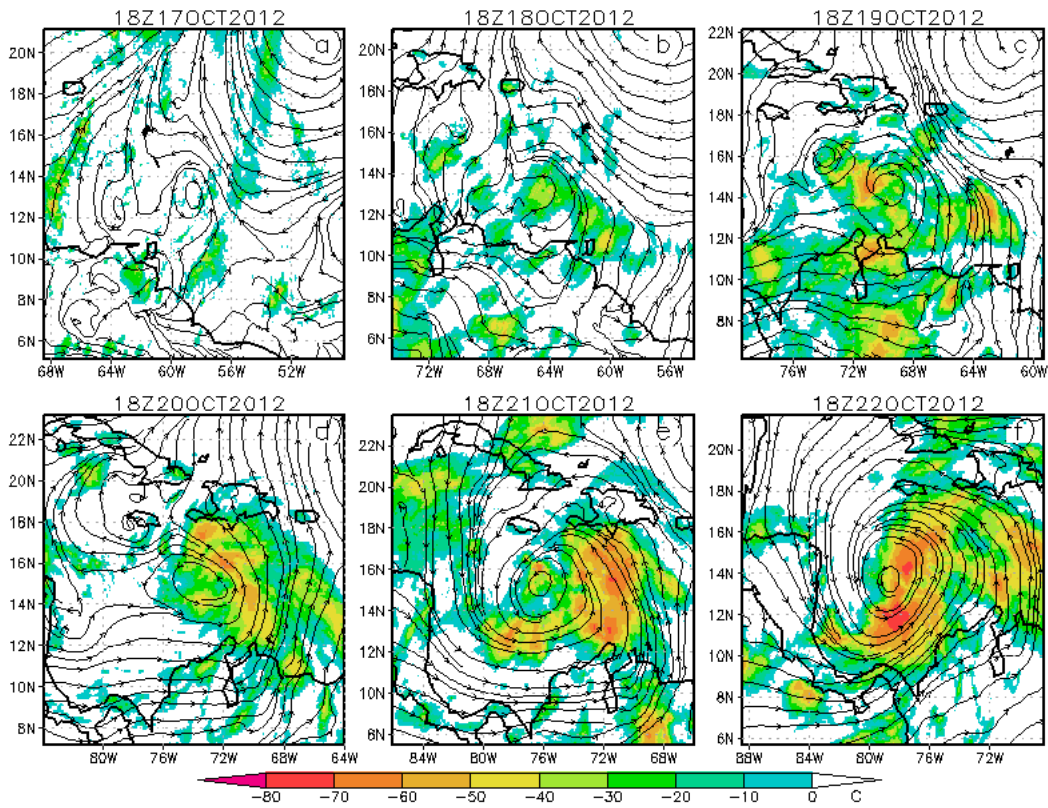 18Z17OCT2012
18Z18OCT2012
18Z19OCT2012
a
b
c
20N
18N
16N
14N
12N
10N
8N
6N
68W 64W 60W 56W 52W
20N
18N
16N
14N
12N
10N
8N
6N
72W 68W 64W 60W 56W
22N
20N
18N
16N
14N
12N
10N
8N
76W 72W 68W 64W 60W
18Z20OCT2012
18Z21OCT2012
18Z22OCT2012
d
e
22N
20N
18N
16N
14N
12N
10N
8N
80W 76W 72W 68W 64W
22N
20N
18N
16N
14N
12N
10N
8N
84W 80W 76W 72W 68W
20N
18N
16N
14N
12N
10N
8N
6N
88W 84W 80W 76W 72W
-80 -70 -60 -50 -40 -30 -20 -10 0 C